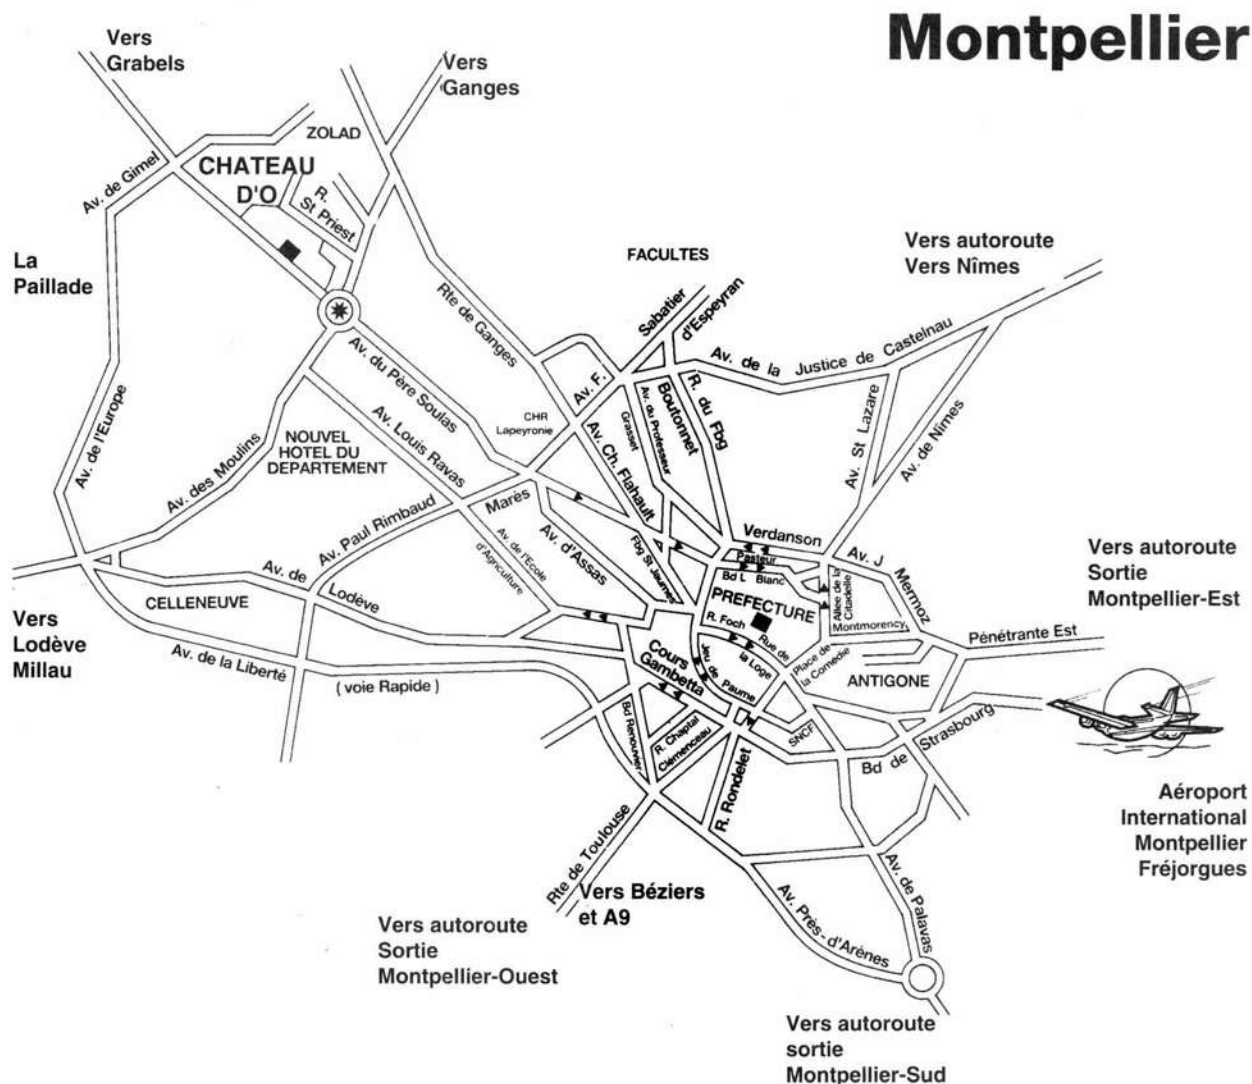 Montpellier
Vers
Grabels
Vers
Ganges
ZOLAD
CHATEAU
D'O
R.
St Priest
Av. de Gimel
La
Paillade
FACULTES
Vers autoroute
Vers Nîmes
Rte de Ganges
Sabatier
d'Espeyran
Av. F.
Av. de la Justice de Castelnau
Av. du Père Soulas
Av. Louis Ravas
CHR
Lapeyronie
Grasset
Av. du Professeur
Boutonnet
R. du Fbg
Av. St Lazare
Av. de Nîmes
Av. de l'Europe
Av. des Moulins
NOUVEL
HOTEL DU
DEPARTEMENT
Av. Ch. Flahault
Av. Paul Rimbaud
Marès
Av. d'Assas
Av. de l'Ecole
d'Agriculture
Fbg St Jaumes
Verdanson
Pasteur
Bd L Blanc
Av. J Mermoz
Allée de la
Citadelle
Montmorency
Vers autoroute
Sortie
Montpellier-Est
Pénétrante Est
PREFECTURE
R. Foch
Rue de
la Loge
Place de
la Comedie
ANTIGONE
Av. de Lodève
CELLENEUVE
Vers
Lodève
Millau
Av. de la Liberté
( voie Rapide )
Cours
Gambetta
Jeu de Paume
Bd Renouvier
R. Chaptal
Clémenceau
SNCF
Bd de Strasbourg
R. Rondelet
Rte de Toulouse
Vers Béziers
et A9
Vers autoroute
Sortie
Montpellier-Ouest
Av. Près-d'Arènes
Av. de Palavas
Aéroport
International
Montpellier
Fréjorgues
Vers autoroute
sortie
Montpellier-Sud